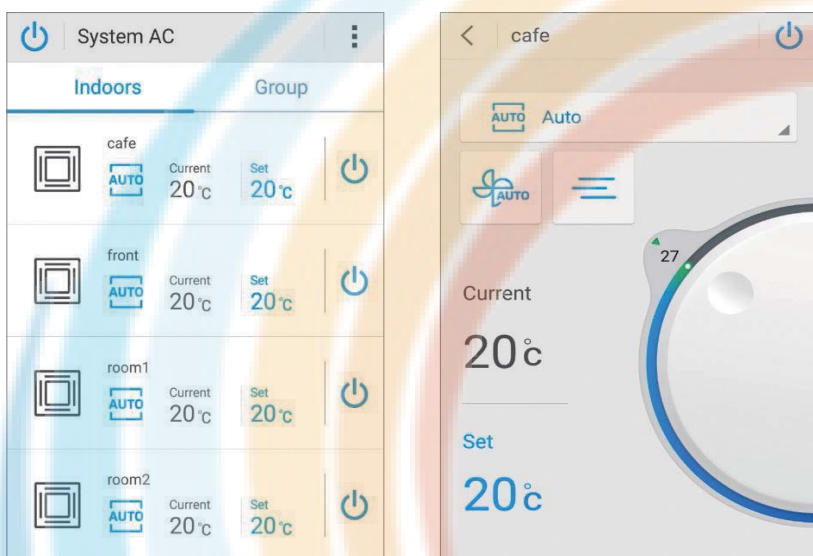 System AC
Indoors Group
cafe
AUTO
Current
20°C
Set
20°C
front
AUTO
Current
20°C
Set
20°C
room1
AUTO
Current
20°C
Set
20°C
room2
AUTO
Current
20°C
Set
20°C
cafe
AUTO Auto
AUTO
27
Current
20°C
Set
20°C